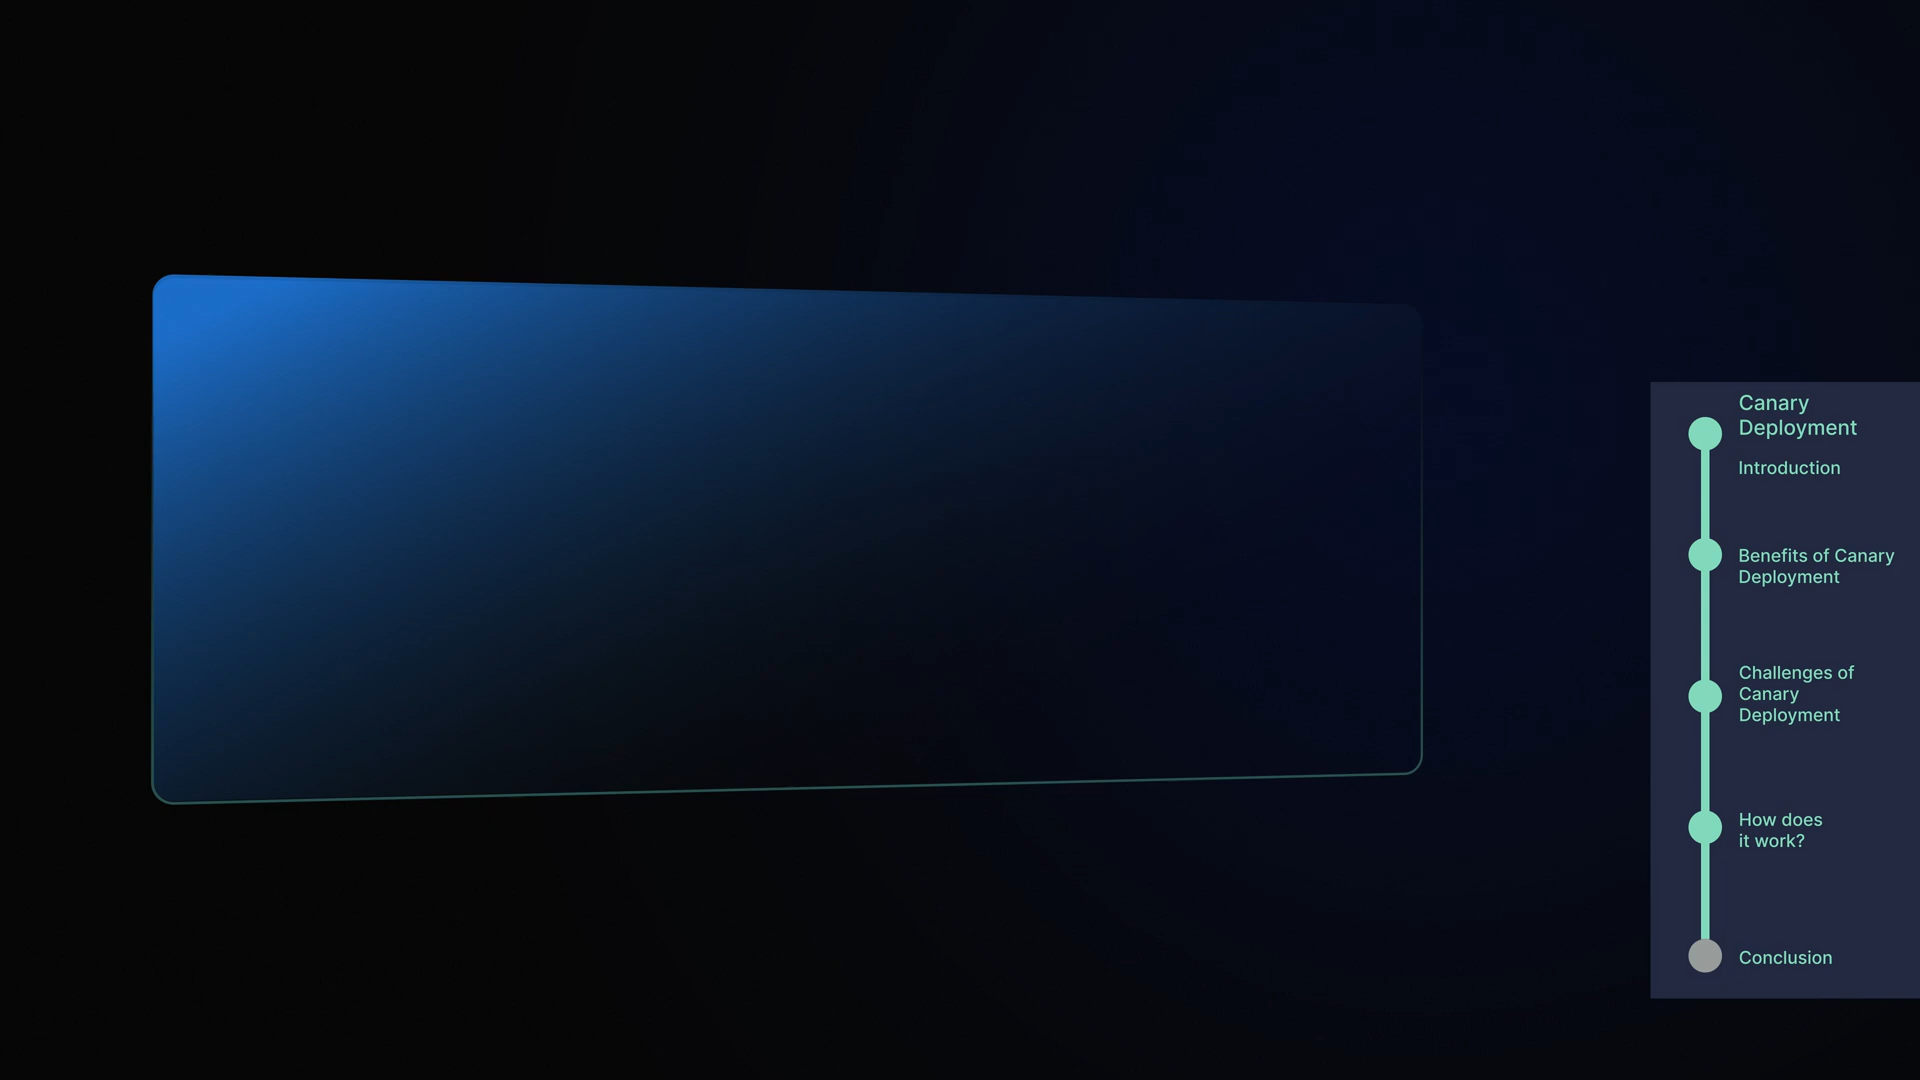 Canary
Deployment
Introduction
Benefits of Canary
Deployment
Challenges of
Canary
Deployment
How does
it work?
Conclusion